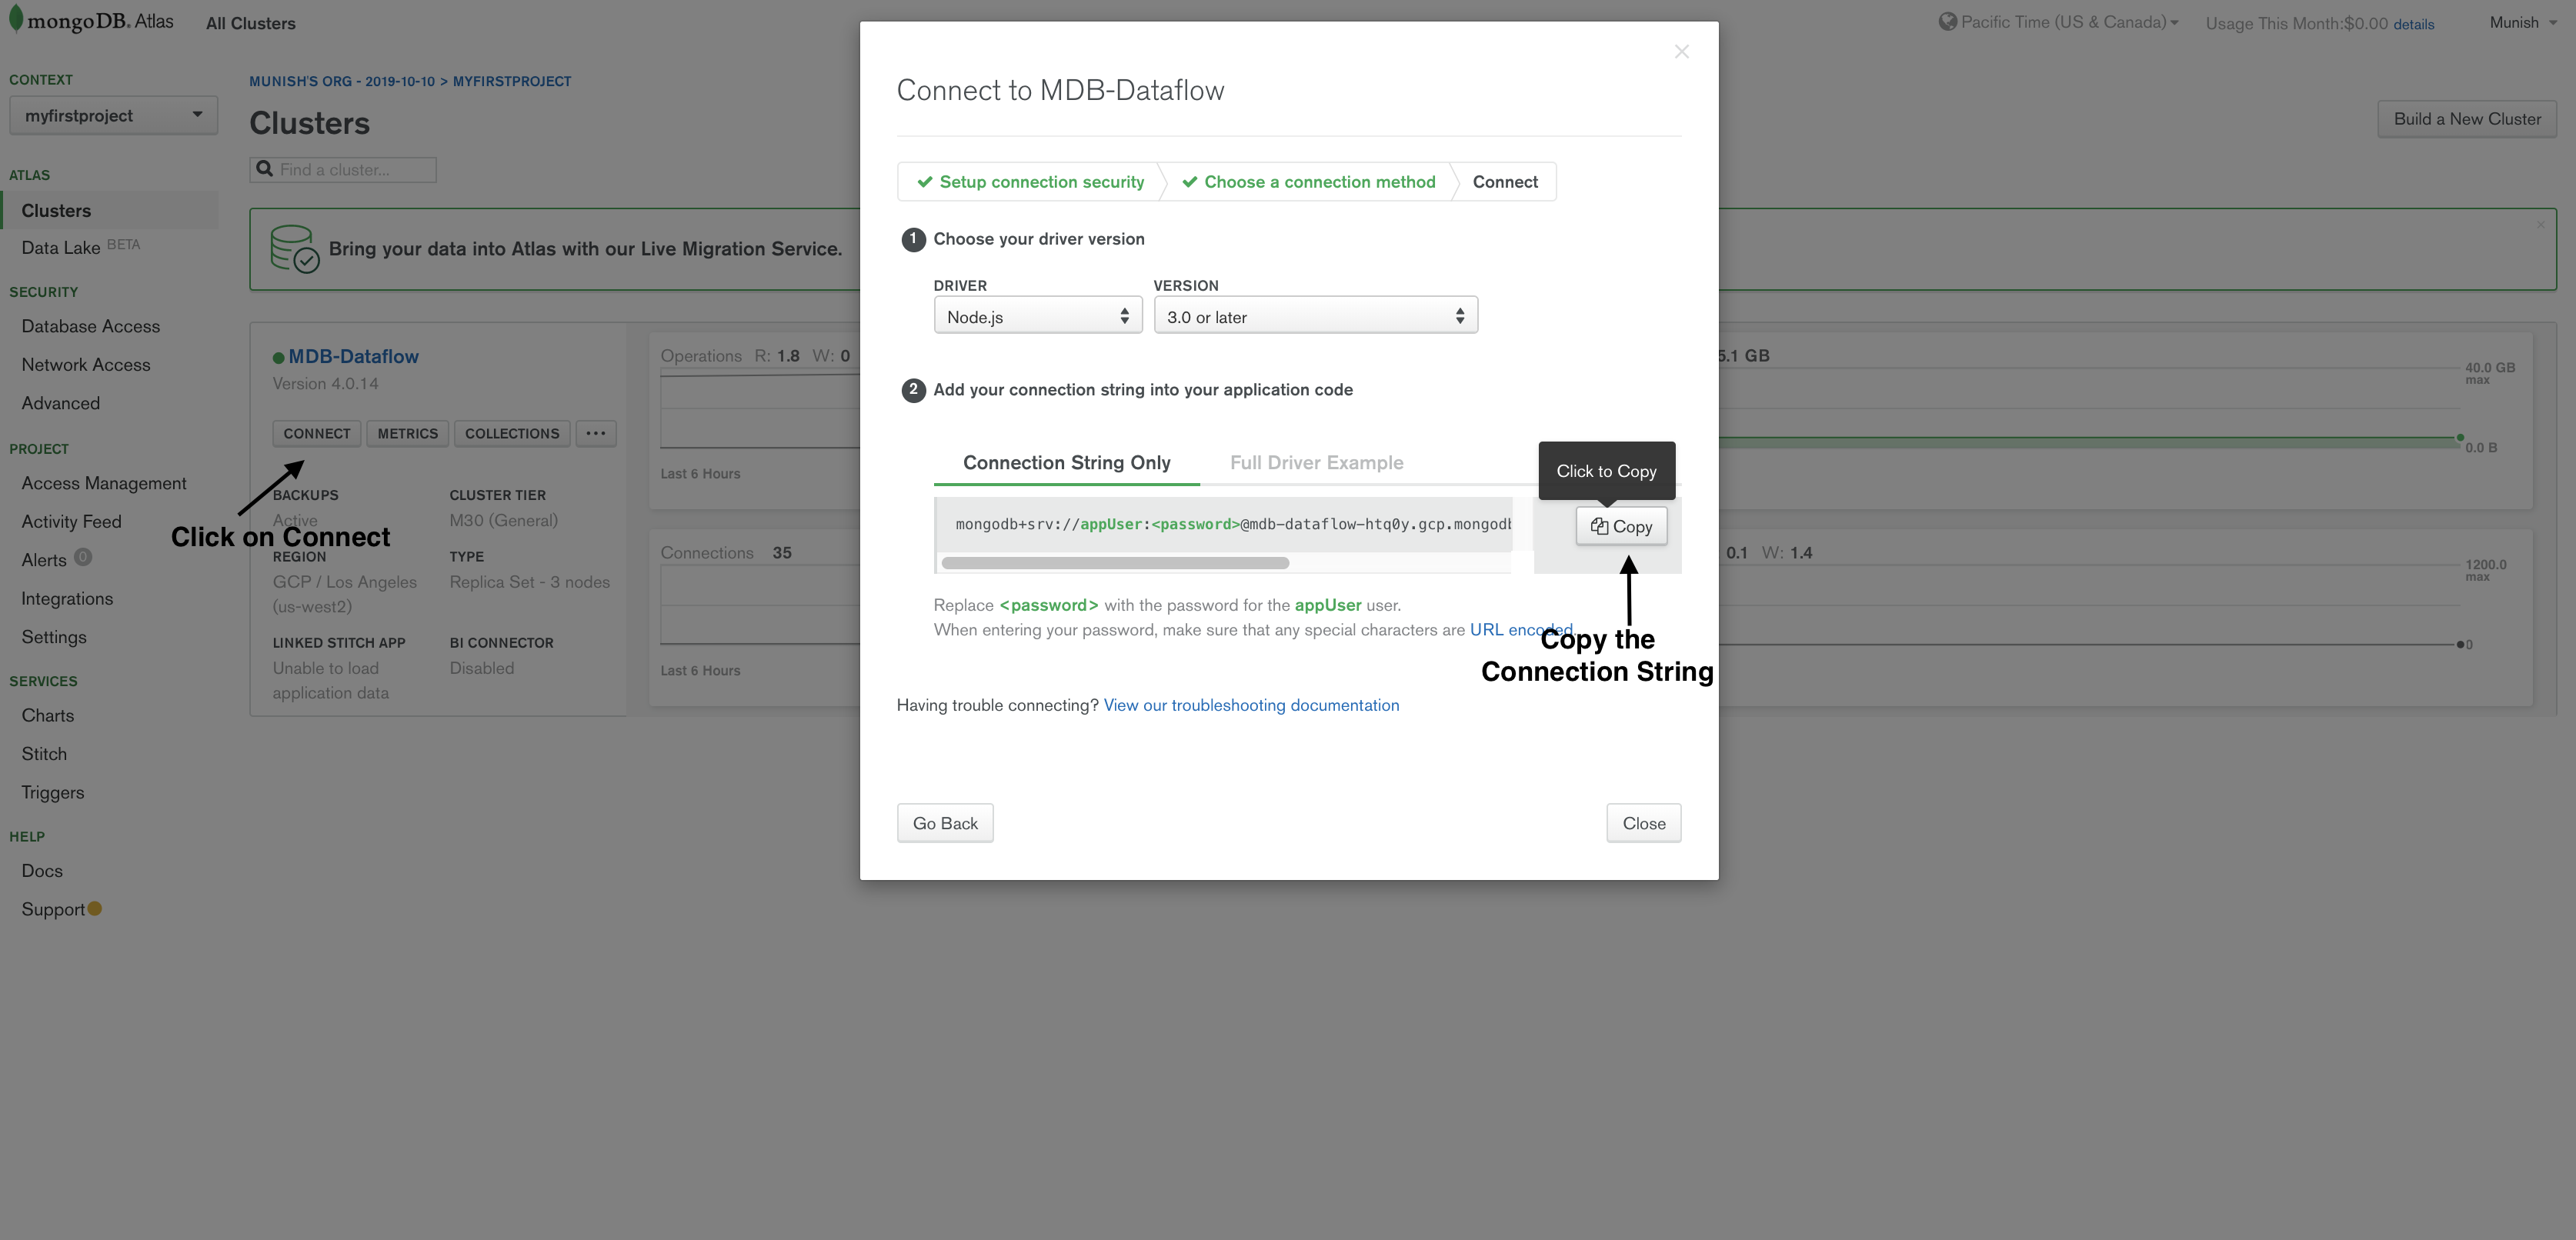 mongoDB. Atlas
All Clusters
Pacific Time (US & Canada)
Usage This Month:$0.00 details
Munish
CONTEXT
myfirstproject
ATLAS
Clusters
Data Lake BETA
SECURITY
Database Access
Network Access
Advanced
PROJECT
Access Management
Activity Feed
Alerts 0
Integrations
Settings
SERVICES
Charts
Stitch
Triggers
HELP
Docs
Support
MUNISH'S ORG - 2019-10-10 > MYFIRSTPROJECT
Clusters
Find a cluster...
Build a New Cluster
Bring your data into Atlas with our Live Migration Service.
×
MDB-Dataflow
Version 4.0.14
CONNECT METRICS COLLECTIONS ...
Click on Connect
BACKUPS
Active
CLUSTER TIER
M30 (General)
REGION
GCP / Los Angeles
(us-west2)
TYPE
Replica Set - 3 nodes
LINKED STITCH APP
Unable to load
application data
BI CONNECTOR
Disabled
Operations R: 1.8 W: 0
Last 6 Hours
Connections 35
Last 6 Hours
5.1 GB
40.0 GB
max
0.0 B
0.1 W: 1.4
1200.0
max
0
×
Connect to MDB-Dataflow
Setup connection security
Choose a connection method
Connect
1 Choose your driver version
DRIVER
Node.js
VERSION
3.0 or later
2 Add your connection string into your application code
Connection String Only
Full Driver Example
Click to Copy
mongodb+srv://appUser:<password>@mdb-dataflow-htq0y.gcp.mongodb
Copy
Replace <password> with the password for the appUser user.
When entering your password, make sure that any special characters are URL encoded.
Copy the
Connection String
Having trouble connecting? View our troubleshooting documentation
Go Back
Close